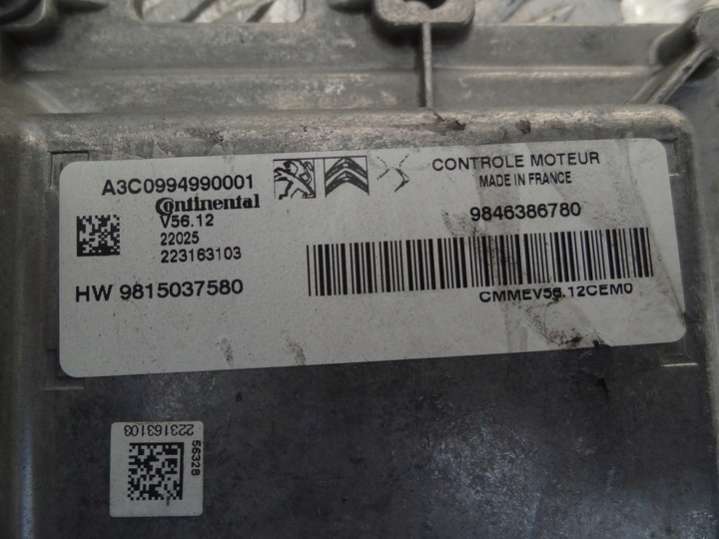 A3C0994990001
Continental
V56.12
22025
223163103
HW 9815037580
CONTROLE MOTEUR
MADE IN FRANCE
9846386780
CMMEV56.12CEM0
223163103
56328